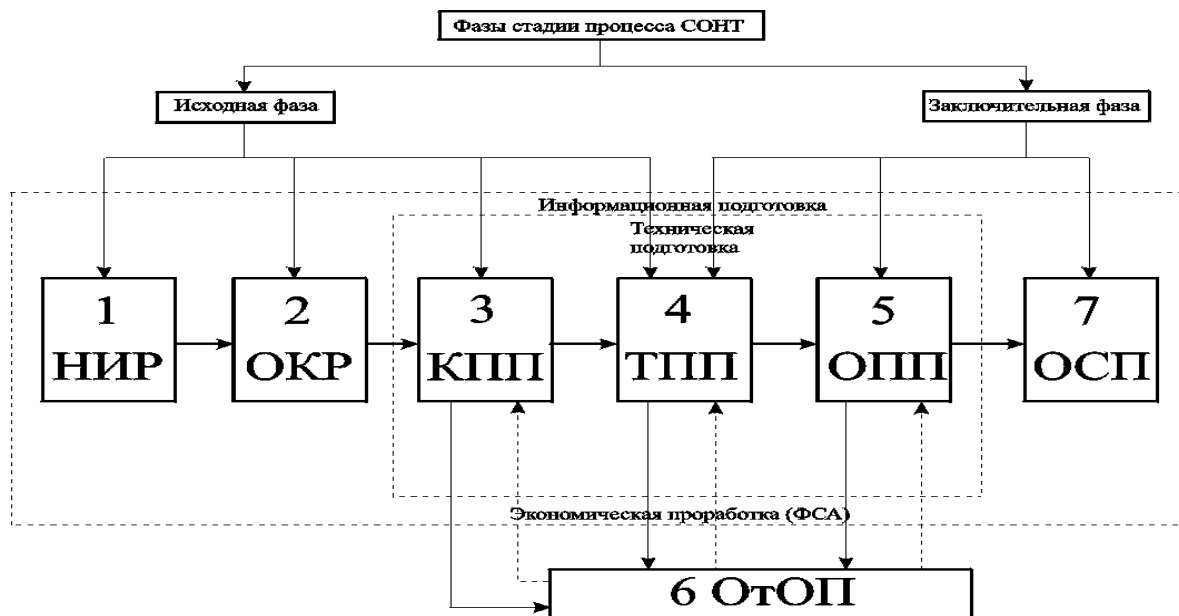 Фазы стадии процесса СОНТ
Исходная фаза
Заключительная фаза
Информационная подготовка
Техническая
подготовка
1
НИР
2
ОКР
3
КПП
4
ТПП
5
ОПП
7
ОСП
Экономическая проработка (ФСА)
6 ОтОП